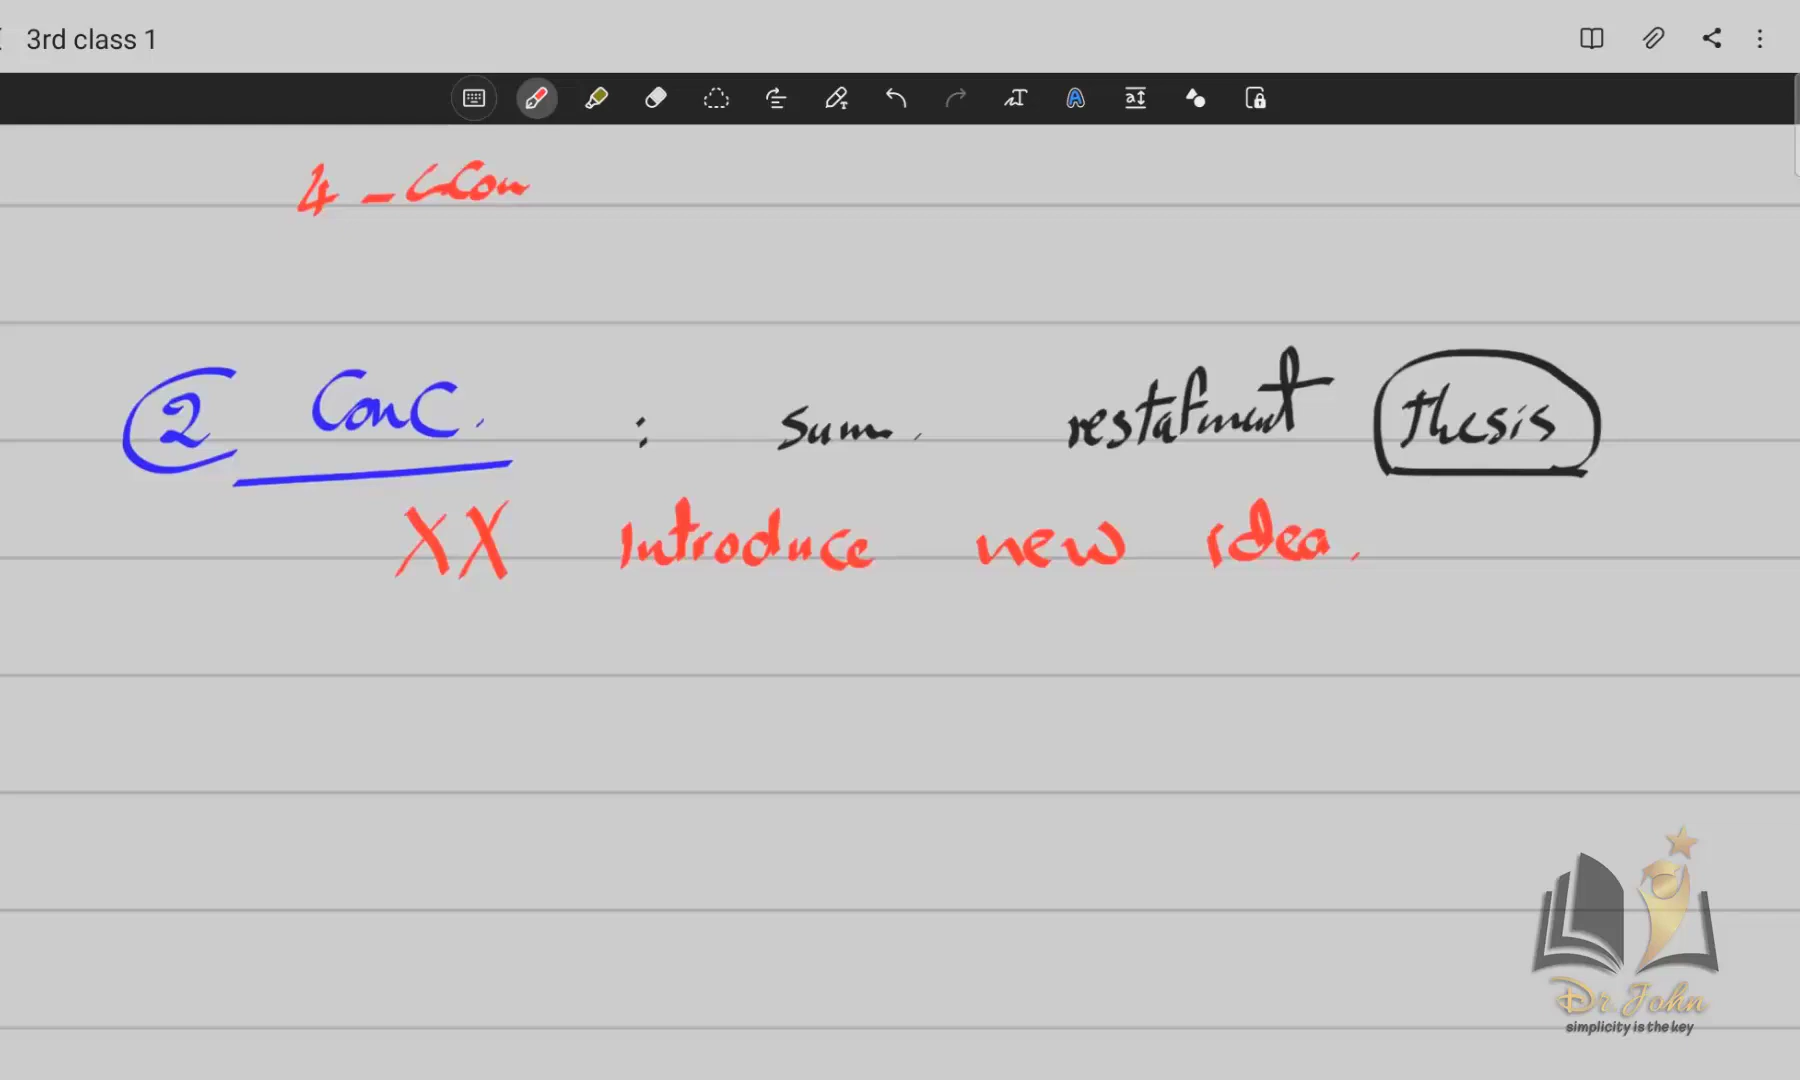 3rd class 1
4 - Con
2 Conc. : sum. restatment thesis
XX Introduce new idea.
Dr. John
simplicity is the key